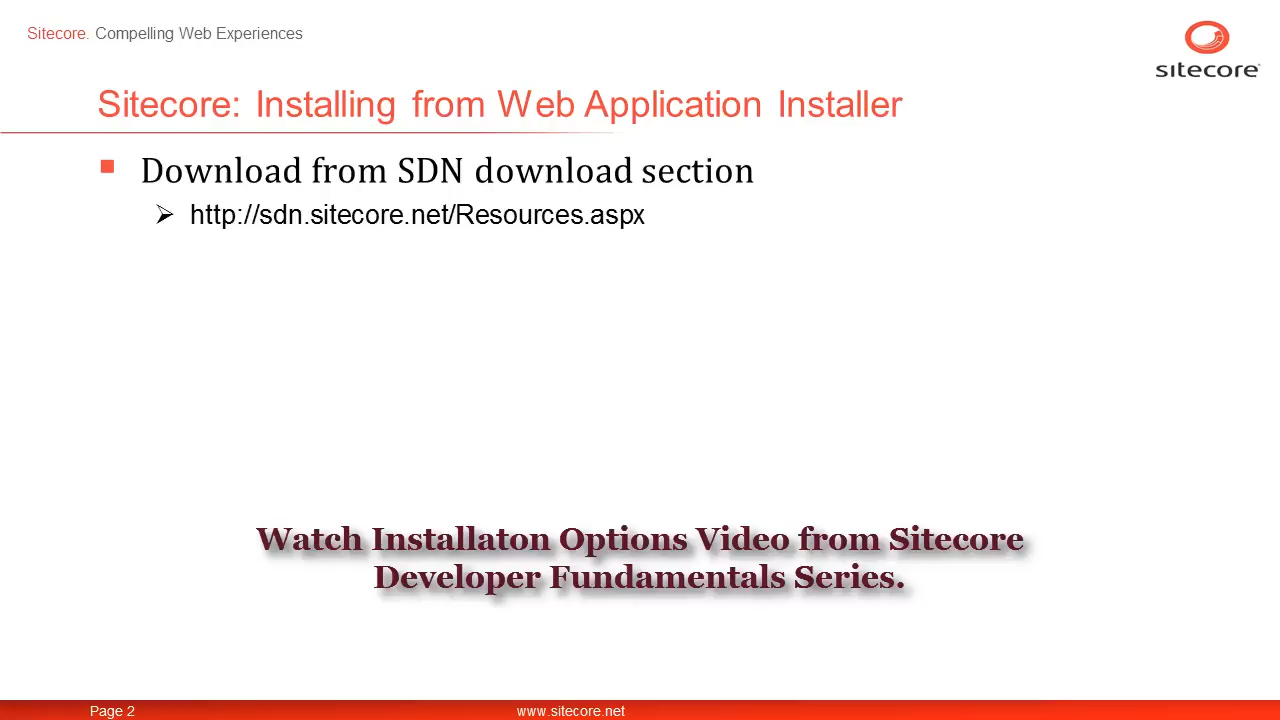 Sitecore. Compelling Web Experiences
sitecore
Sitecore: Installing from Web Application Installer
Download from SDN download section
http://sdn.sitecore.net/Resources.aspx
Watch Installaton Options Video from Sitecore
Developer Fundamentals Series.
Page 2
www.sitecore.net